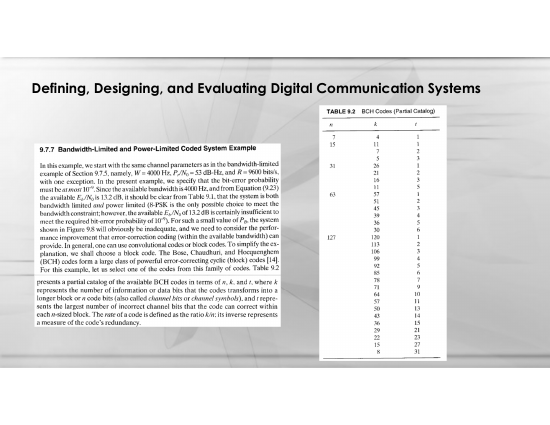 Defining, Designing, and Evaluating Digital Communication Systems
9.7.7 Bandwidth-Limited and Power-Limited Coded System Example
In this example, we start with the same channel parameters as in the bandwidth-limited
example of Section 9.7.5, namely, W = 4000 Hz, Pr/N0 = 53 dB-Hz, and R = 9600 bits/s,
with one exception. In the present example, we specify that the bit-error probability
must be at most 10⁻⁹. Since the available bandwidth is 4000 Hz, and from Equation (9.23)
the available Eb/N0 is 13.2 dB, it should be clear from Table 9.1, that the system is both
bandwidth limited and power limited (8-PSK is the only possible choice to meet the
bandwidth constraint; however, the available Eb/N0 of 13.2 dB is certainly insufficient to
meet the required bit-error probability of 10⁻⁹). For such a small value of PB, the system
shown in Figure 9.8 will obviously be inadequate, and we need to consider the perfor-
mance improvement that error-correction coding (within the available bandwidth) can
provide. In general, one can use convolutional codes or block codes. To simplify the ex-
planation, we shall choose a block code. The Bose, Chaudhuri, and Hocquenghem
(BCH) codes form a large class of powerful error-correcting cyclic (block) codes [14].
For this example, let us select one of the codes from this family of codes. Table 9.2
presents a partial catalog of the available BCH codes in terms of n, k, and t, where k
represents the number of information or data bits that the codes transforms into a
longer block or n code bits (also called channel bits or channel symbols), and t repre-
sents the largest number of incorrect channel bits that the code can correct within
each n-sized block. The rate of a code is defined as the ratio k/n; its inverse represents
a measure of the code's redundancy.
TABLE 9.2 BCH Codes (Partial Catalog)
n k t
7 4 1
15 11 1
7 2
5 3
31 26 1
21 2
16 3
11 5
63 57 1
51 2
45 3
39 4
36 5
30 6
127 120 1
113 2
106 3
99 4
92 5
85 6
78 7
71 9
64 10
57 11
50 13
43 14
36 15
29 21
22 23
15 27
8 31